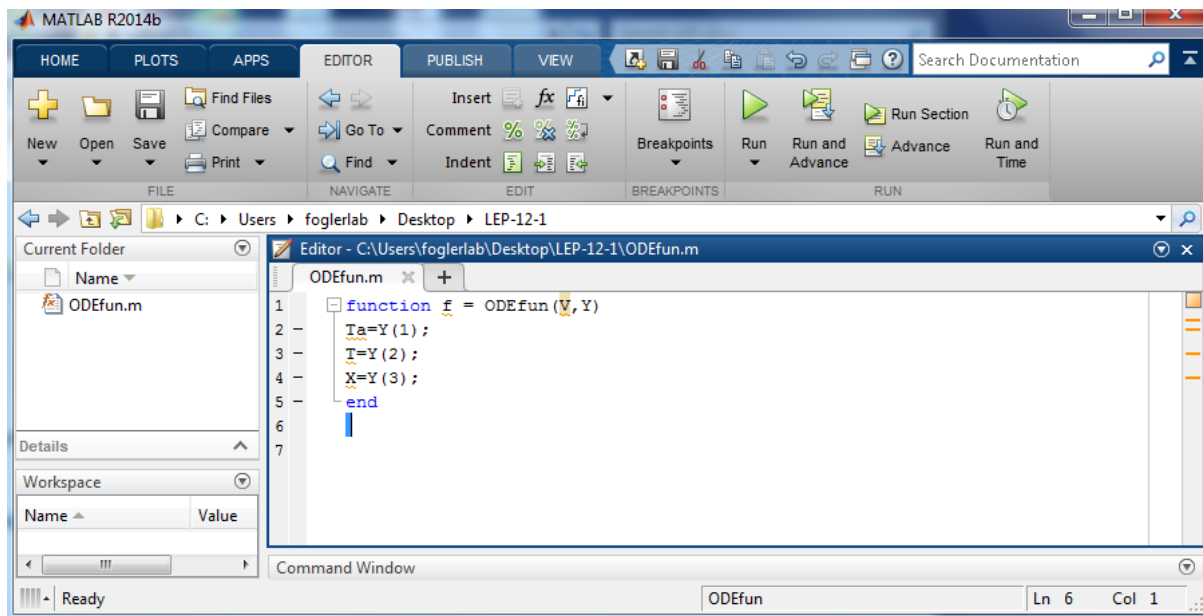 MATLAB R2014b
HOME PLOTS APPS EDITOR PUBLISH VIEW Search Documentation
Find Files Insert fx
Compare Go To Comment Run Section
New Open Save Print Find Indent Breakpoints Run Run and Advance Advance Run and Time
FILE NAVIGATE EDIT BREAKPOINTS RUN
C: Users foglerlab Desktop LEP-12-1
Current Folder
Editor - C:\Users\foglerlab\Desktop\LEP-12-1\ODEfun.m
Name
ODEfun.m
ODEfun.m
1 function f = ODEfun(V,Y)
2 – Ta=Y(1);
3 – T=Y(2);
4 – X=Y(3);
5 – end
6
7
Details
Workspace
Name Value
Command Window
Ready ODEfun Ln 6 Col 1